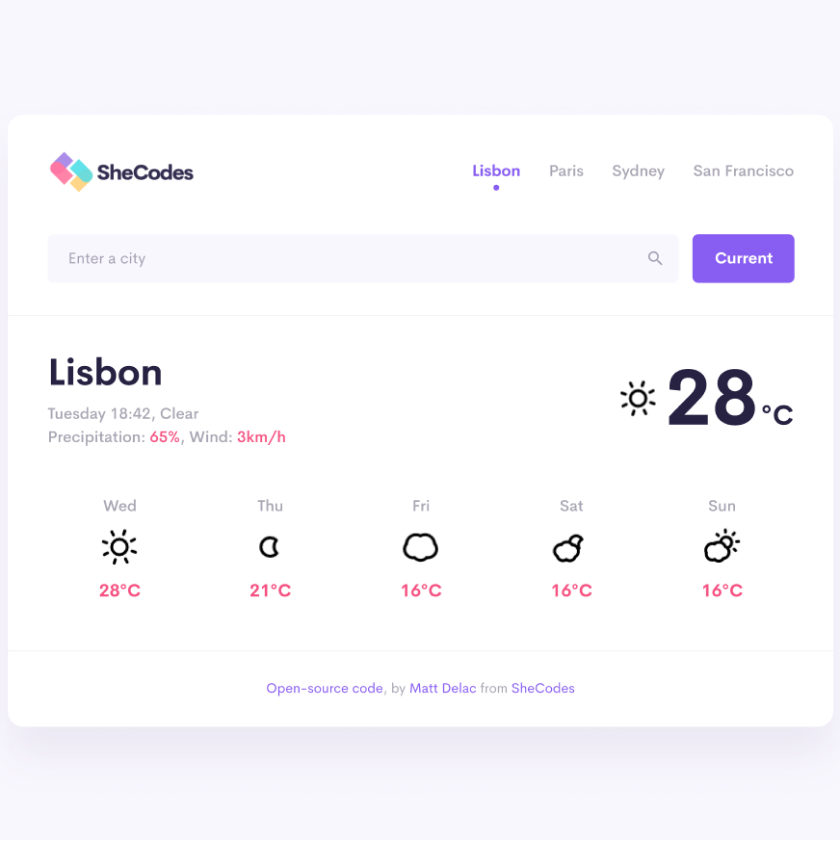 SheCodes
Lisbon Paris Sydney San Francisco
Enter a city
Current
Lisbon
Tuesday 18:42, Clear
Precipitation: 65%, Wind: 3km/h
28°C
Wed Thu Fri Sat Sun
28°C 21°C 16°C 16°C 16°C
Open-source code, by Matt Delac from SheCodes